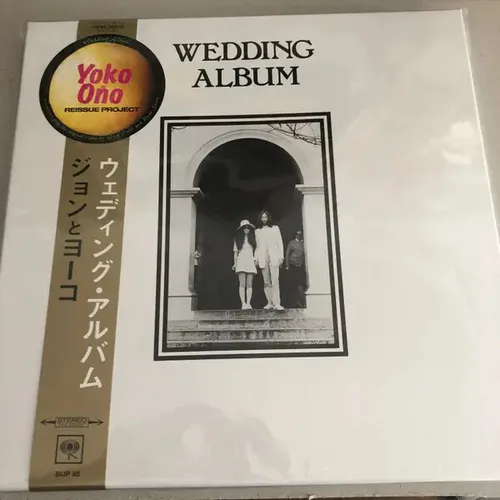 Yoko
Ono
REISSUE PROJECT
WEDDING
ALBUM
ウェディング・アルバム
ジョンとヨーコ
STEREO